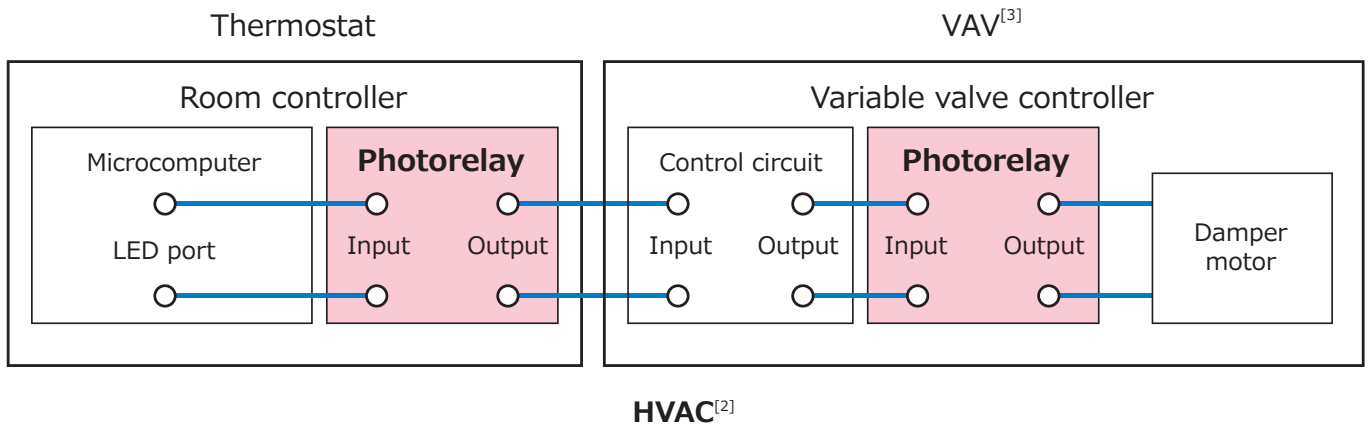 Thermostat
VAV[3]
Room controller
Variable valve controller
Microcomputer
Photorelay
Control circuit
Photorelay
LED port
Input
Output
Input
Output
Input
Output
Damper
motor
HVAC[2]